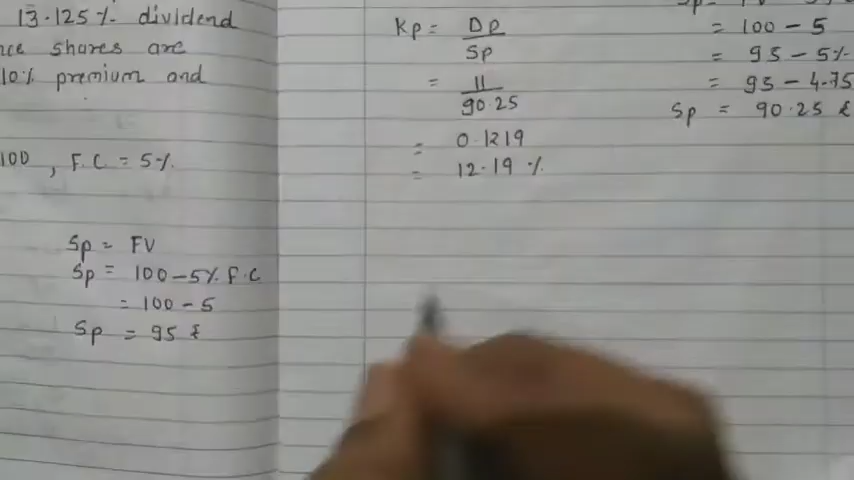 13.125 % dividend
shares are
10% premium and
100 , F.C = 5%
Sp = FV
Sp = 100 - 5% F.C
= 100 - 5
Sp = 95 ₹
Kp = Dp / Sp
= 11 / 90.25
= 0.1219
= 12.19 %
= 100 - 5
= 95 - 5%
= 95 - 4.75
Sp = 90.25 ₹